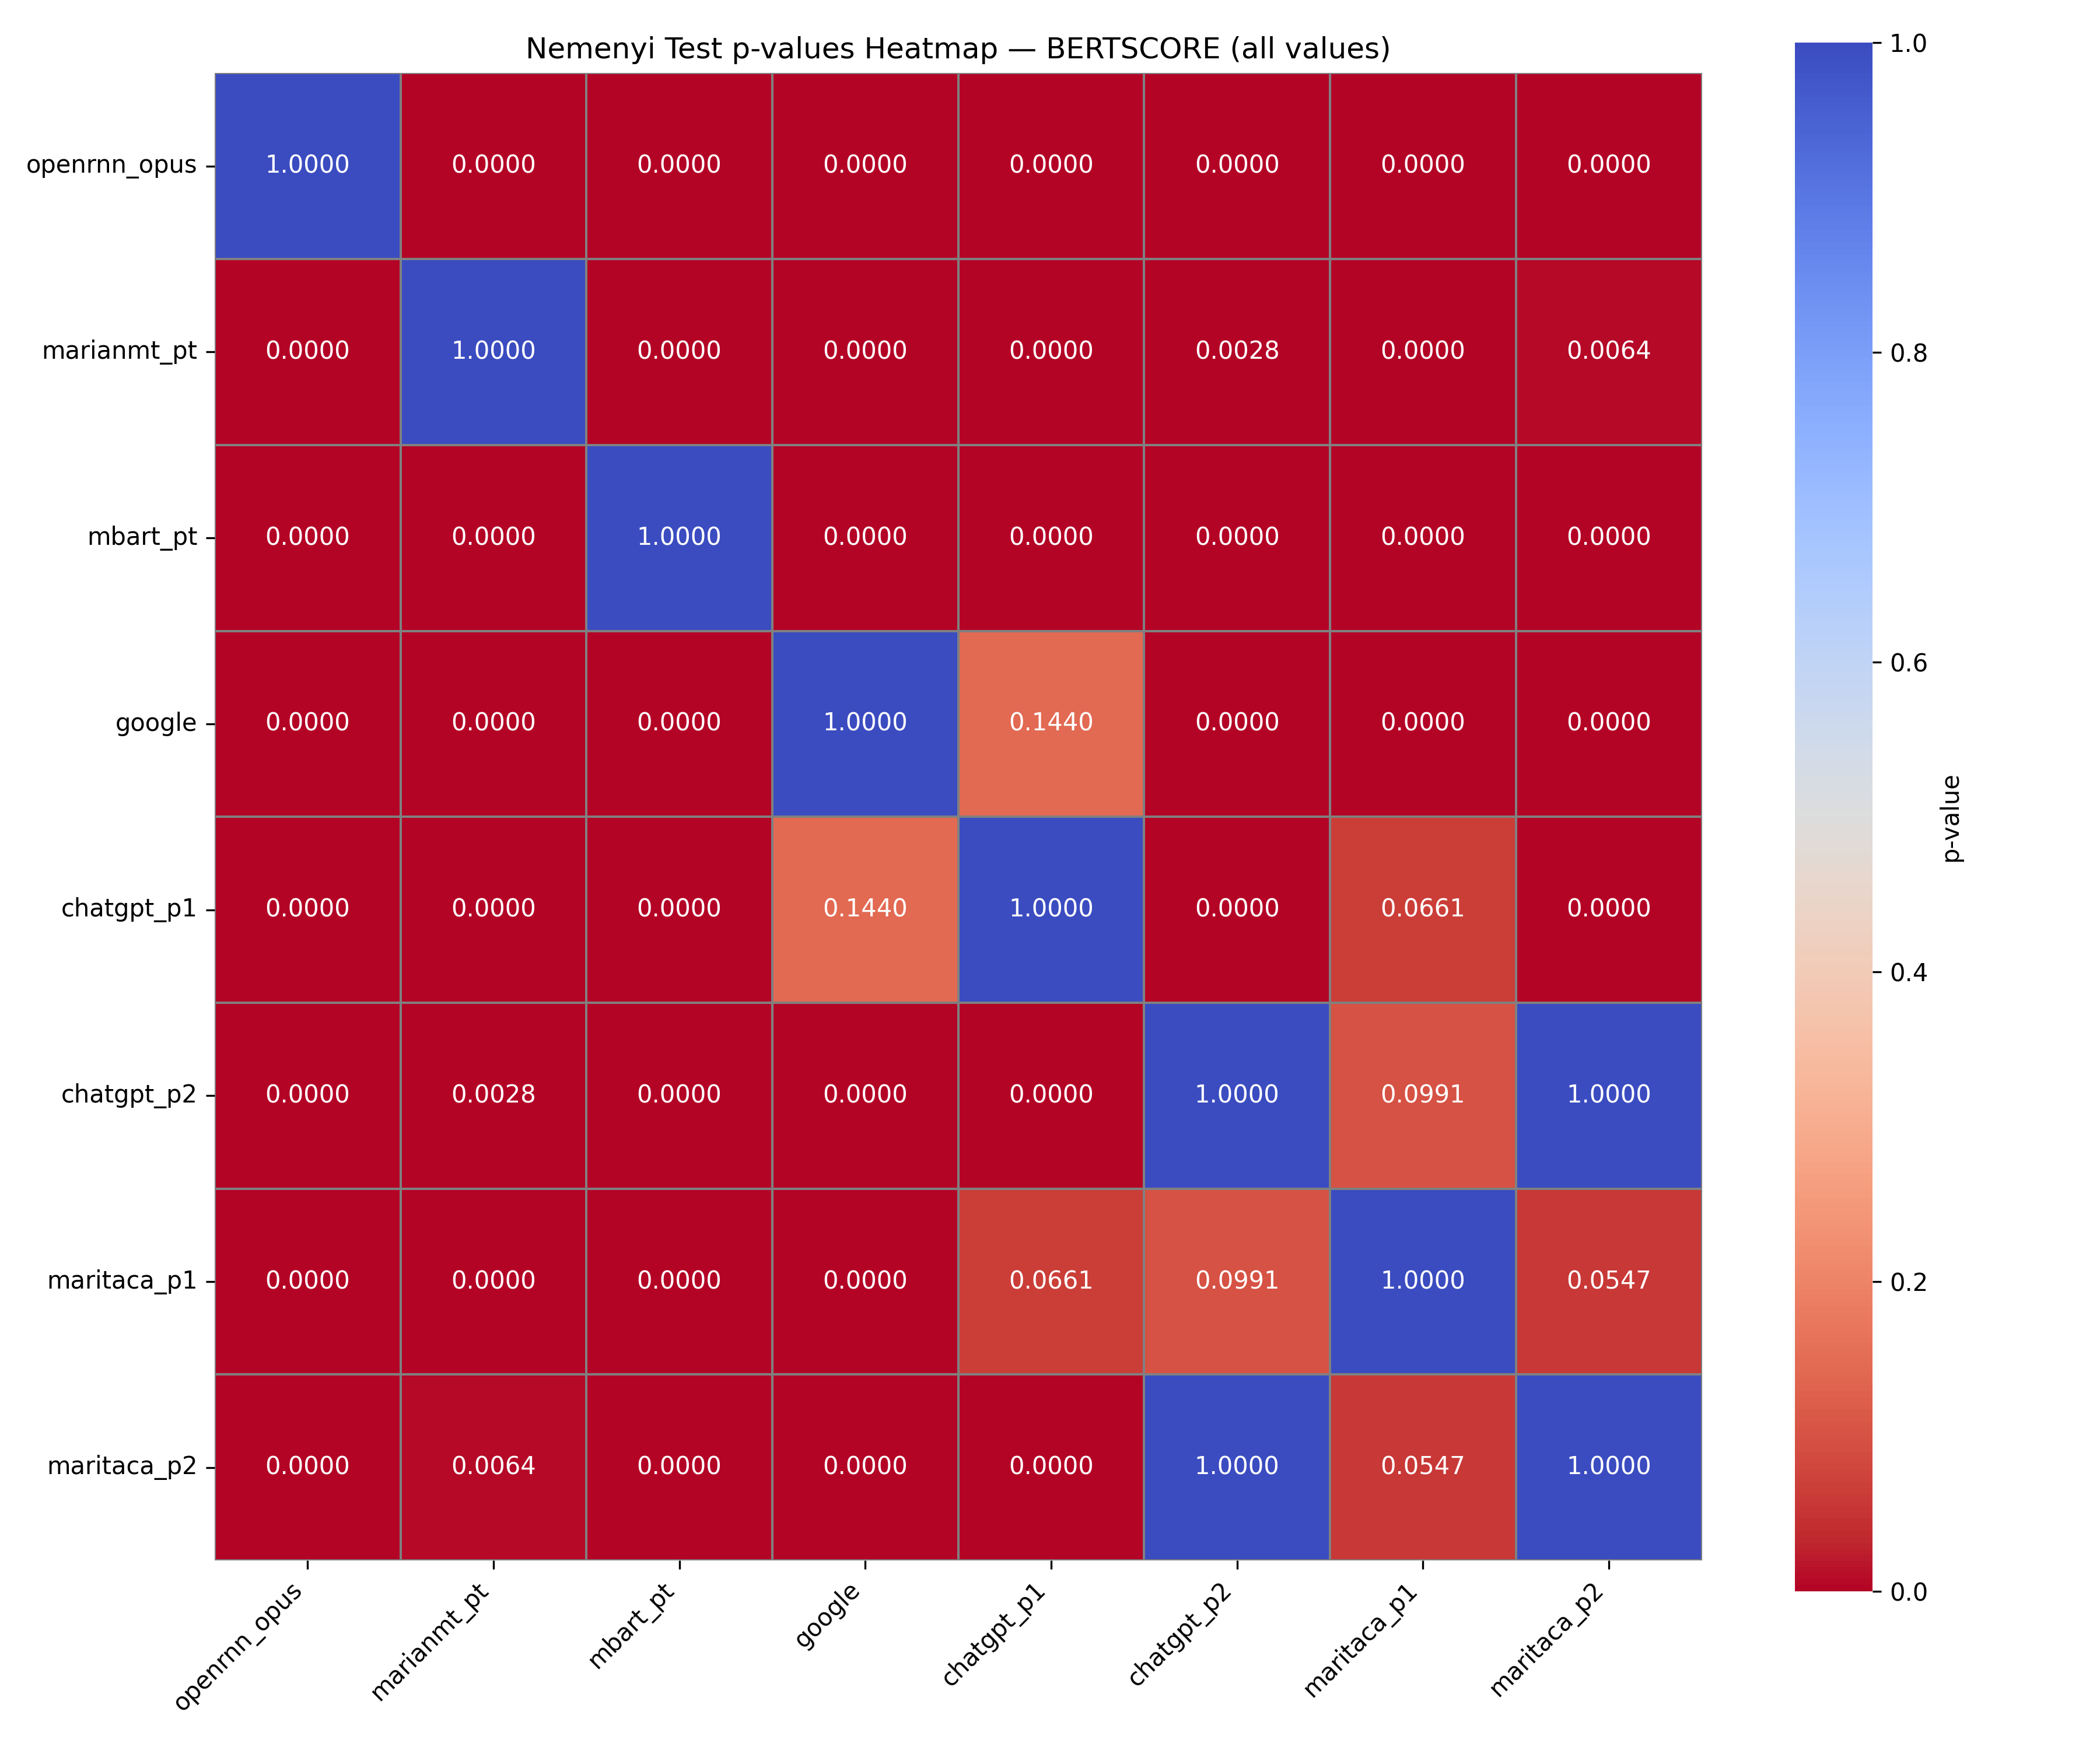 Nemenyi Test p-values Heatmap — BERTSCORE (all values)
openrnn_opus 1.0000 0.0000 0.0000 0.0000 0.0000 0.0000 0.0000 0.0000
marianmt_pt 0.0000 1.0000 0.0000 0.0000 0.0000 0.0028 0.0000 0.0064
mbart_pt 0.0000 0.0000 1.0000 0.0000 0.0000 0.0000 0.0000 0.0000
google 0.0000 0.0000 0.0000 1.0000 0.1440 0.0000 0.0000 0.0000
chatgpt_p1 0.0000 0.0000 0.0000 0.1440 1.0000 0.0000 0.0661 0.0000
chatgpt_p2 0.0000 0.0028 0.0000 0.0000 0.0000 1.0000 0.0991 1.0000
maritaca_p1 0.0000 0.0000 0.0000 0.0000 0.0661 0.0991 1.0000 0.0547
maritaca_p2 0.0000 0.0064 0.0000 0.0000 0.0000 1.0000 0.0547 1.0000
openrnn_opus marianmt_pt mbart_pt google chatgpt_p1 chatgpt_p2 maritaca_p1 maritaca_p2
1.0
0.8
0.6
0.4
0.2
0.0
p-value